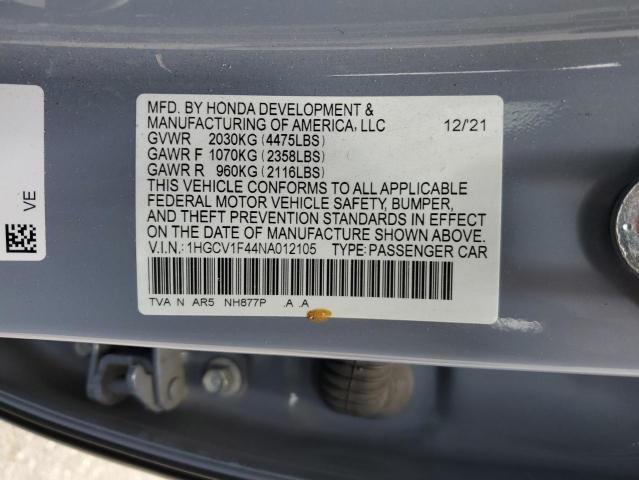 MFD. BY HONDA DEVELOPMENT &
MANUFACTURING OF AMERICA, LLC 12/'21
GVWR 2030KG (4475LBS)
GAWR F 1070KG (2358LBS)
GAWR R 960KG (2116LBS)
THIS VEHICLE CONFORMS TO ALL APPLICABLE
FEDERAL MOTOR VEHICLE SAFETY, BUMPER,
AND THEFT PREVENTION STANDARDS IN EFFECT
ON THE DATE OF MANUFACTURE SHOWN ABOVE.
V.I.N.: 1HGCV1F44NA012105 TYPE: PASSENGER CAR
TVA N AR5 NH877P .A .A
VE